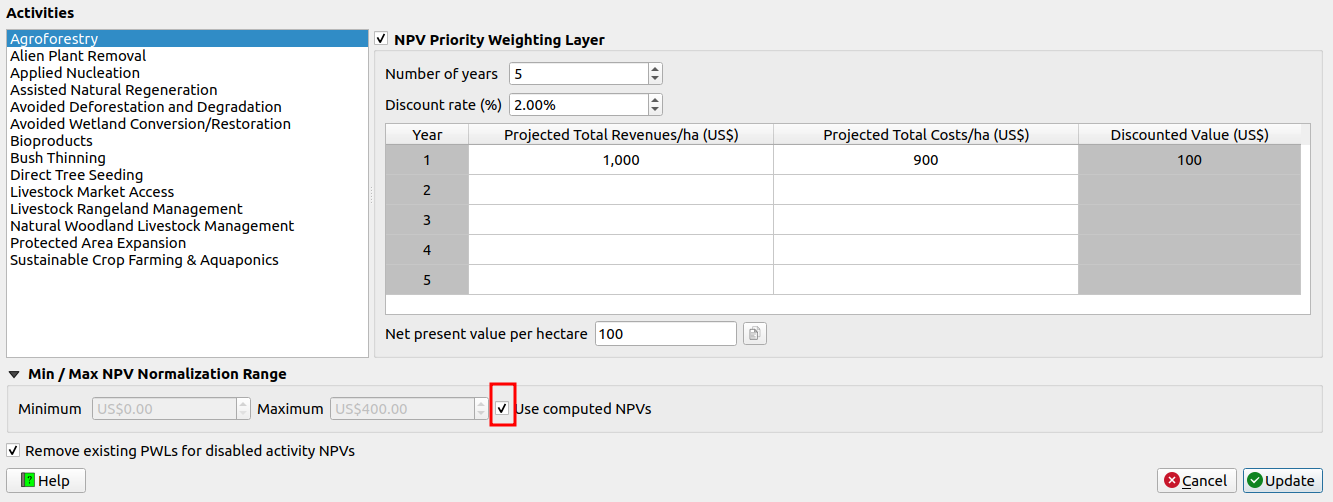 Activities
Agroforestry
Alien Plant Removal
Applied Nucleation
Assisted Natural Regeneration
Avoided Deforestation and Degradation
Avoided Wetland Conversion/Restoration
Bioproducts
Bush Thinning
Direct Tree Seeding
Livestock Market Access
Livestock Rangeland Management
Natural Woodland Livestock Management
Protected Area Expansion
Sustainable Crop Farming & Aquaponics
NPV Priority Weighting Layer
Number of years 5
Discount rate (%) 2.00%
Year Projected Total Revenues/ha (US$) Projected Total Costs/ha (US$) Discounted Value (US$)
1 1,000 900 100
2
3
4
5
Net present value per hectare 100
Min / Max NPV Normalization Range
Minimum US$0.00 Maximum US$400.00 Use computed NPVs
Remove existing PWLs for disabled activity NPVs
Help Cancel Update